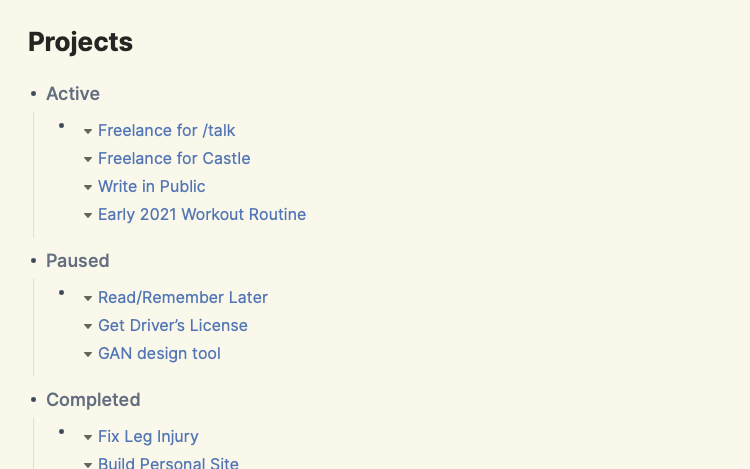 Projects
Active
Freelance for /talk
Freelance for Castle
Write in Public
Early 2021 Workout Routine
Paused
Read/Remember Later
Get Driver’s License
GAN design tool
Completed
Fix Leg Injury
Build Personal Site